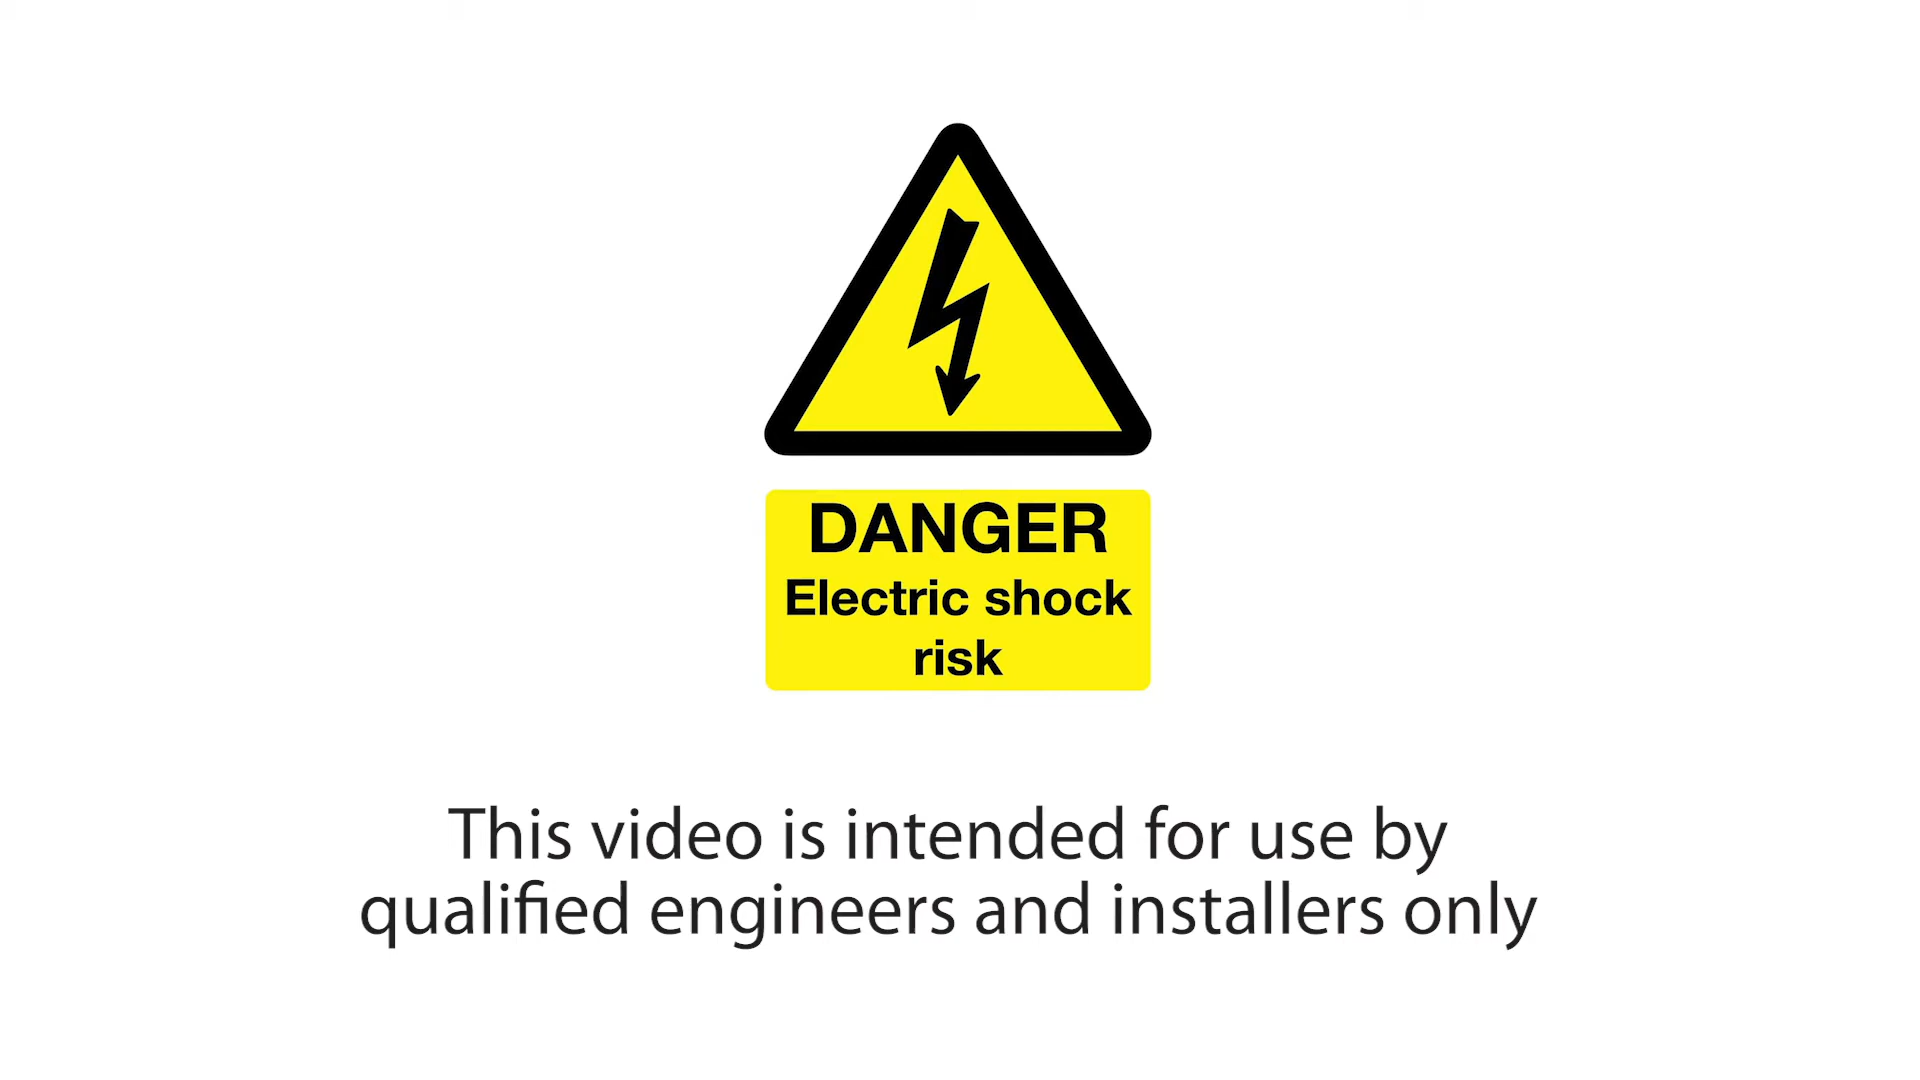 DANGER
Electric shock
risk
This video is intended for use by
qualified engineers and installers only